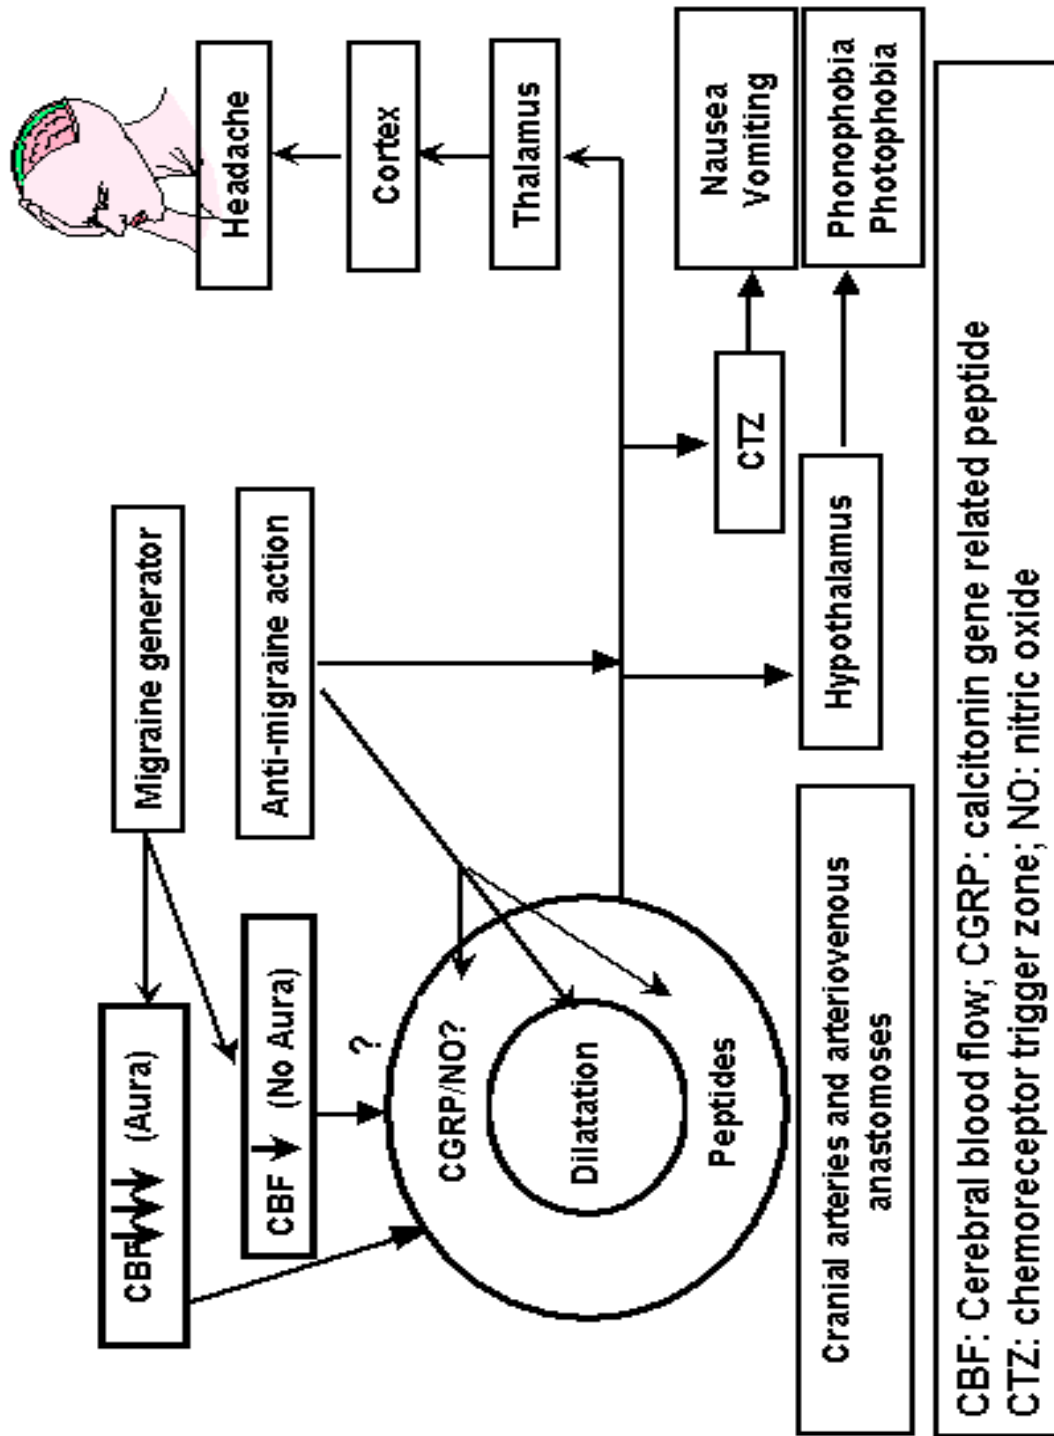 Migraine generator
Headache
CBF (Aura)
Anti-migraine action
Cortex
CBF (No Aura)
?
Thalamus
CGRP/NO?
Dilatation
Peptides
CTZ
Nausea
Vomiting
Hypothalamus
Phonophobia
Photophobia
Cranial arteries and arteriovenous
anastomoses
CBF: Cerebral blood flow; CGRP: calcitonin gene related peptide
CTZ: chemoreceptor trigger zone; NO: nitric oxide